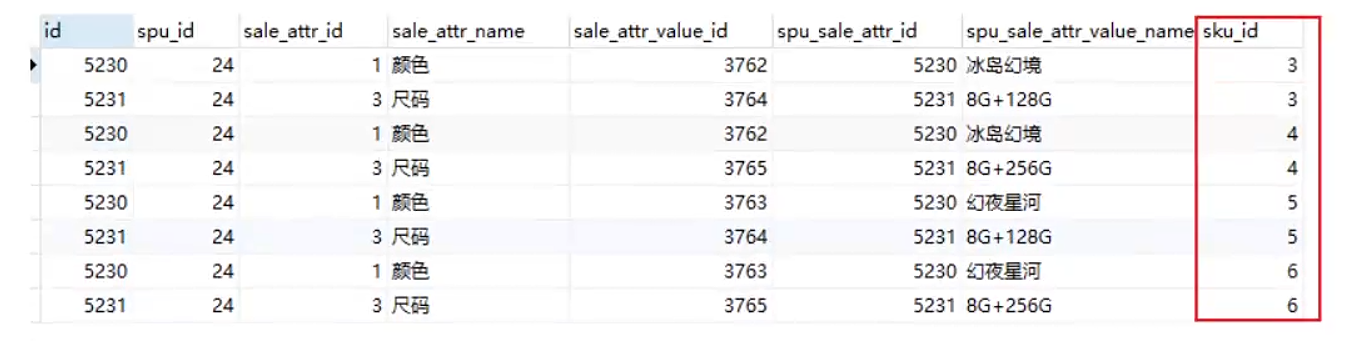 id spu_id sale_attr_id sale_attr_name sale_attr_value_id spu_sale_attr_id spu_sale_attr_value_name sku_id
5230 24 1 颜色 3762 5230 冰岛幻境 3
5231 24 3 尺码 3764 5231 8G+128G 3
5230 24 1 颜色 3762 5230 冰岛幻境 4
5231 24 3 尺码 3765 5231 8G+256G 4
5230 24 1 颜色 3763 5230 幻夜星河 5
5231 24 3 尺码 3764 5231 8G+128G 5
5230 24 1 颜色 3763 5230 幻夜星河 6
5231 24 3 尺码 3765 5231 8G+256G 6